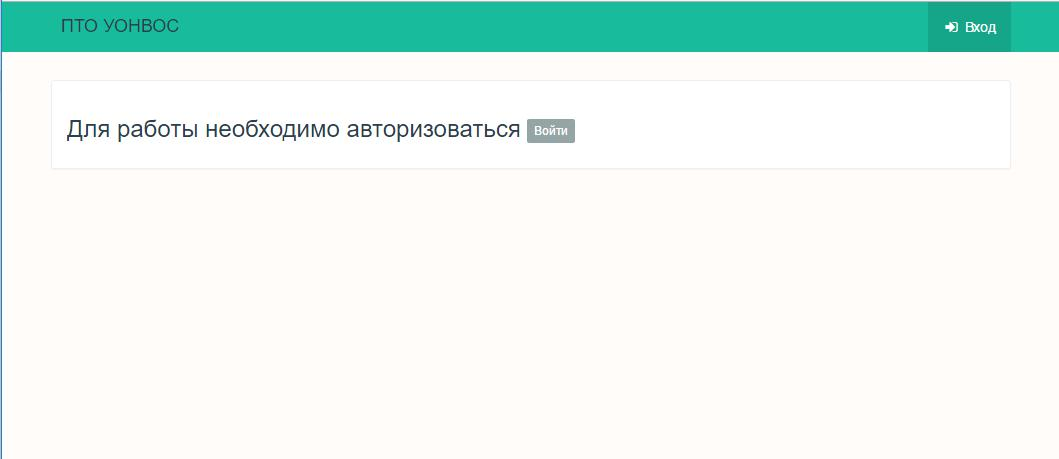 ПТО УОНВОС
Вход
Для работы необходимо авторизоваться Войти